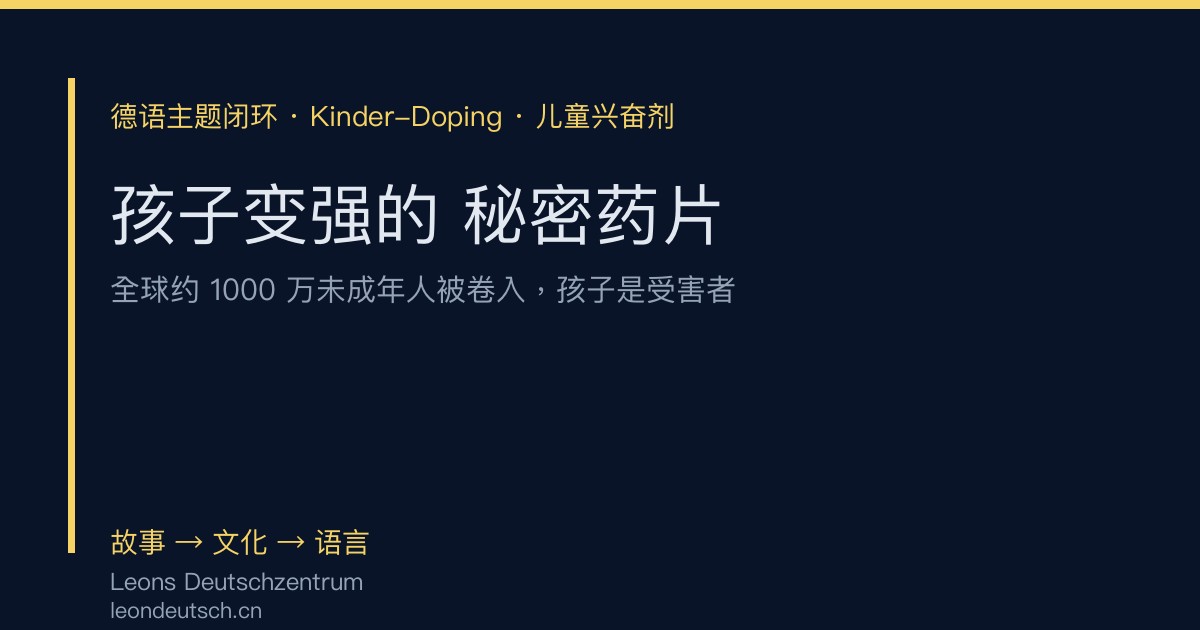 德语主题闭环 · Kinder–Doping · 儿童兴奋剂
孩子变强的 秘密药片
全球约 1000 万未成年人被卷入，孩子是受害者
故事 → 文化 → 语言
Leons Deutschzentrum
leondeutsch.cn